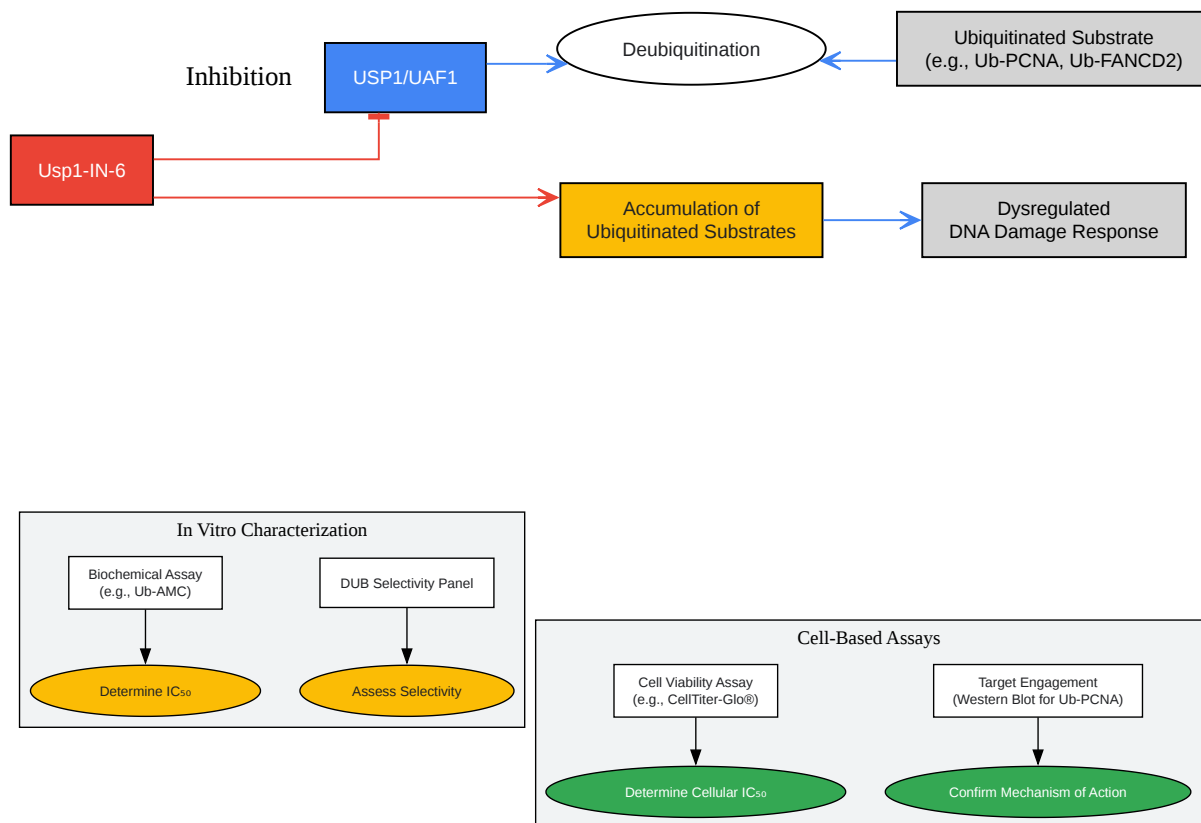 Deubiquitination
Ubiquitinated Substrate
(e.g., Ub-PCNA, Ub-FANCD2)
Inhibition
USP1/UAF1
Usp1-IN-6
Accumulation of
Ubiquitinated Substrates
Dysregulated
DNA Damage Response
In Vitro Characterization
Biochemical Assay
(e.g., Ub-AMC)
DUB Selectivity Panel
Determine IC₅₀
Assess Selectivity
Cell-Based Assays
Cell Viability Assay
(e.g., CellTiter-Glo®)
Target Engagement
(Western Blot for Ub-PCNA)
Determine Cellular IC₅₀
Confirm Mechanism of Action